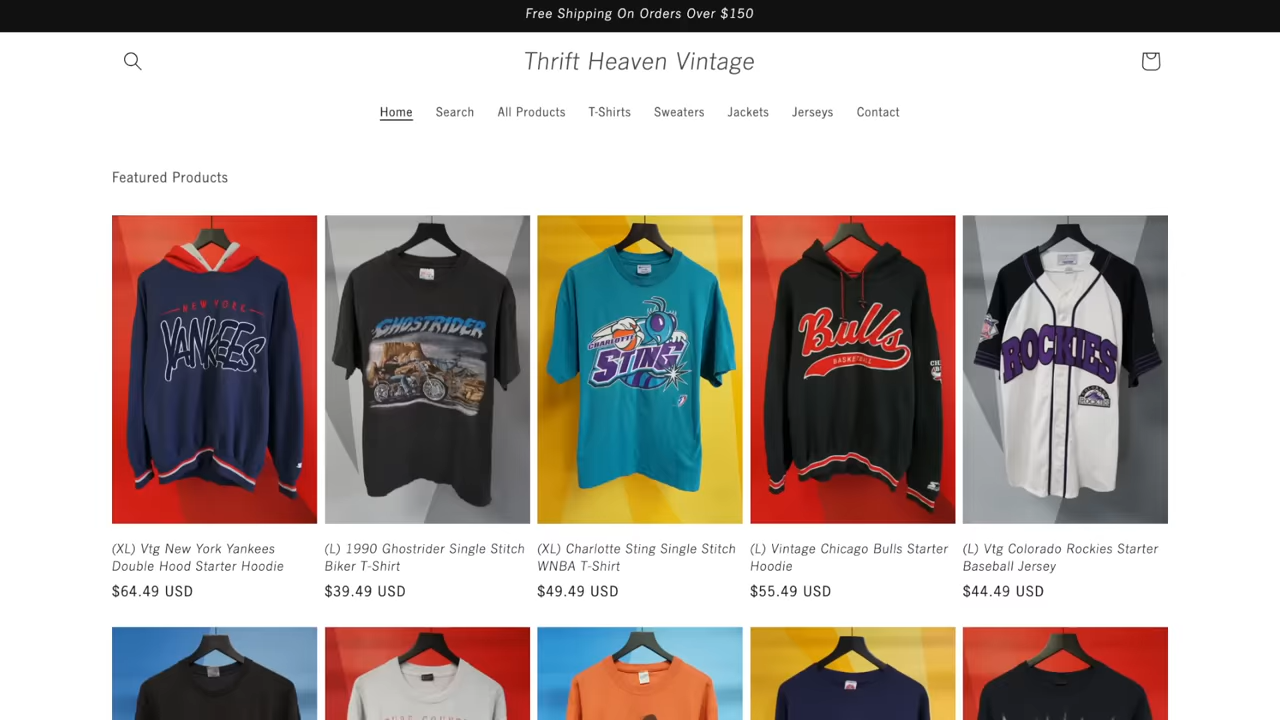 Free Shipping On Orders Over $150
Thrift Heaven Vintage
Home Search All Products T-Shirts Sweaters Jackets Jerseys Contact
Featured Products
NEW YORK
YANKEES
GHOSTRIDER
CHARLOTTE
STING
Bulls
BASKETBALL
ROCKIES
(XL) Vtg New York Yankees
Double Hood Starter Hoodie
$64.49 USD
(L) 1990 Ghostrider Single Stitch
Biker T-Shirt
$39.49 USD
(XL) Charlotte Sting Single Stitch
WNBA T-Shirt
$49.49 USD
(L) Vintage Chicago Bulls Starter
Hoodie
$55.49 USD
(L) Vtg Colorado Rockies Starter
Baseball Jersey
$44.49 USD